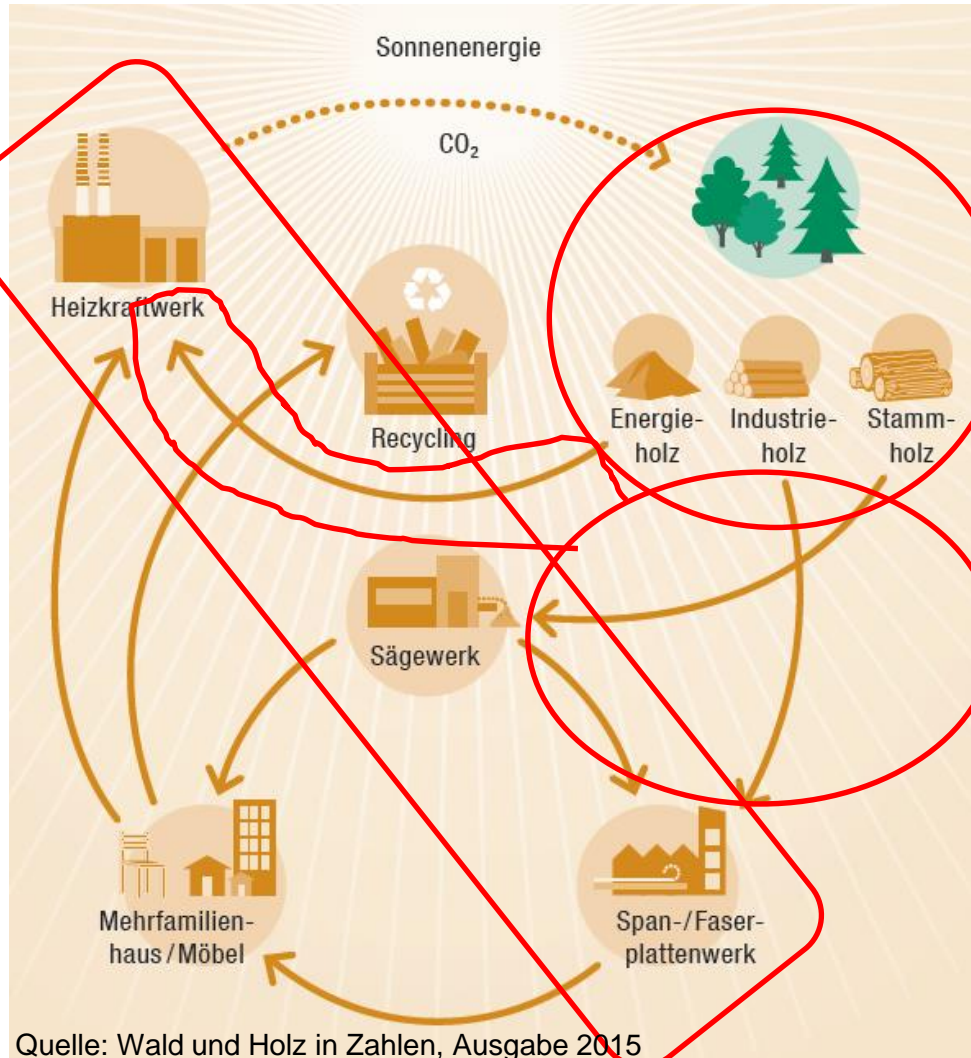 Sonnenenergie
CO₂
Heizkraftwerk
Recycling
Energie-
holz
Industrie-
holz
Stamm-
holz
Sägewerk
Mehrfamilien-
haus/Möbel
Span-/Faser-
plattenwerk
Quelle: Wald und Holz in Zahlen, Ausgabe 2015